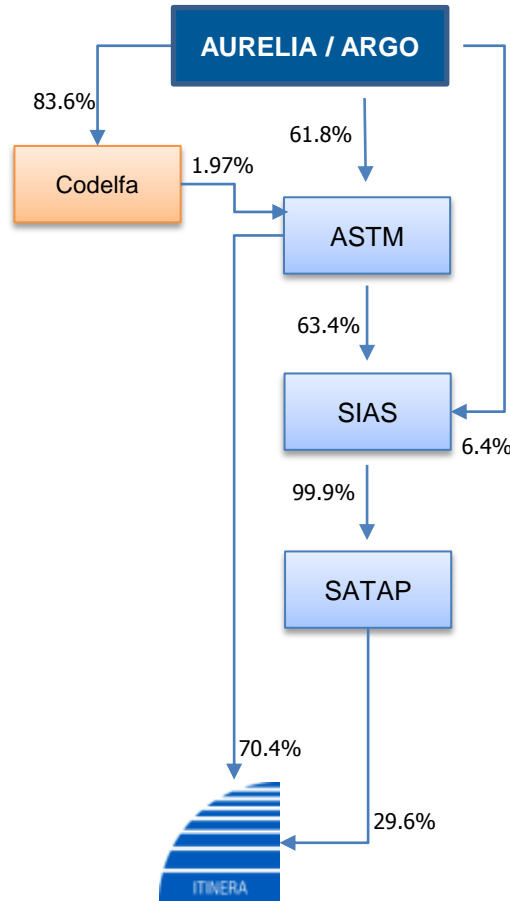 AURELIA / ARGO
83.6%
61.8%
1.97%
Codelfa
ASTM
63.4%
SIAS
6.4%
99.9%
SATAP
70.4%
29.6%
ITINERA